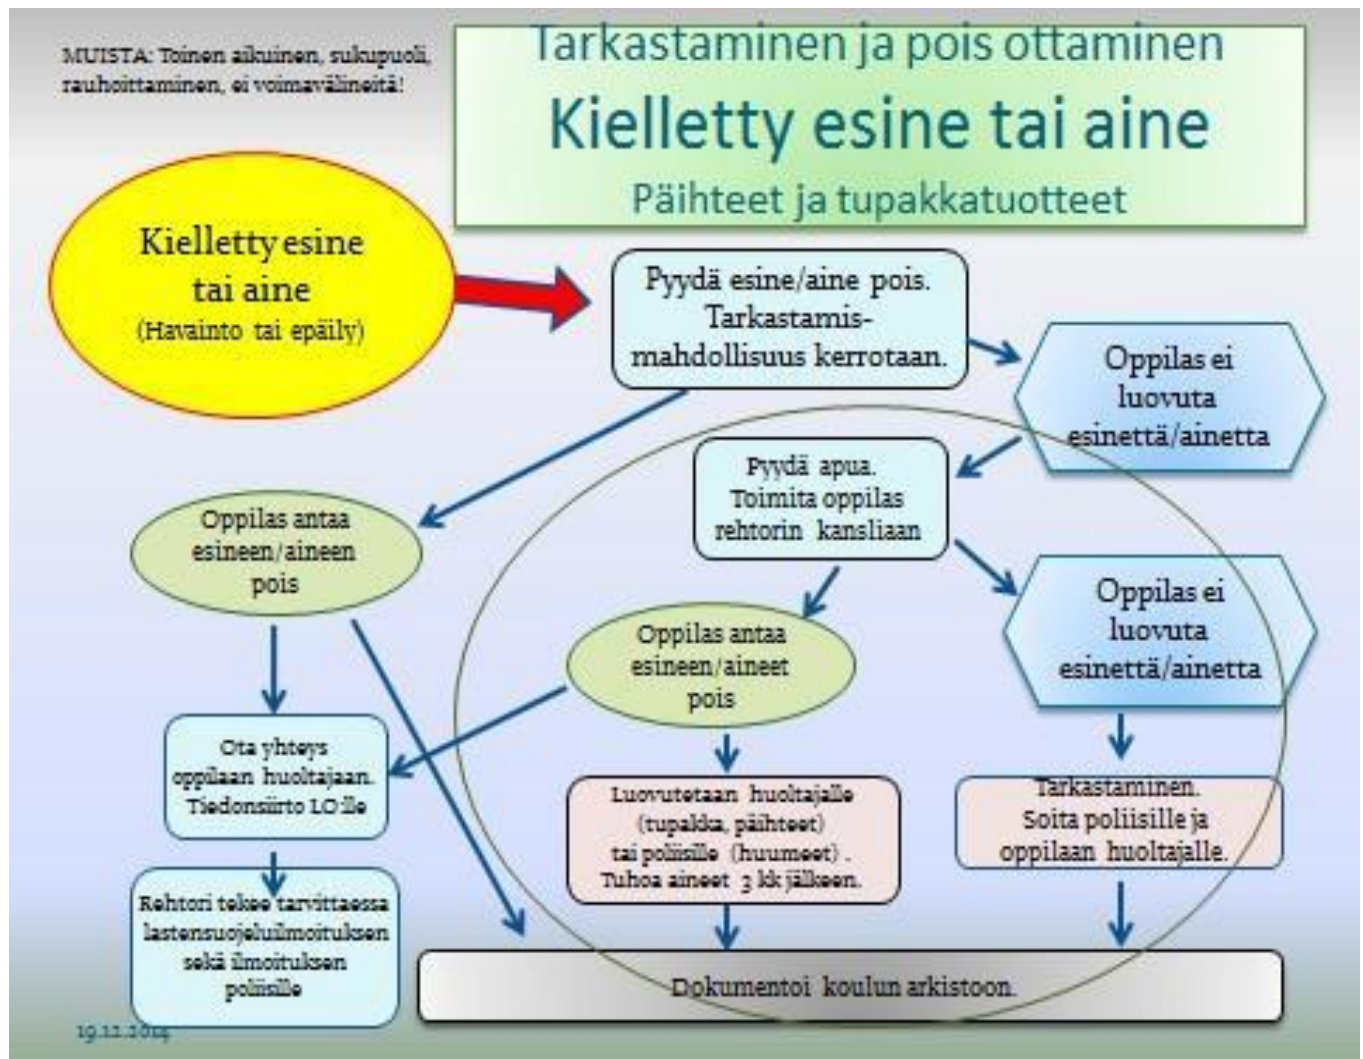 MUISTA: Toinen aikuinen, sukupuoli,
rauhoittaminen, ei voimavälineitä!
Tarkastaminen ja pois ottaminen
Kielletty esine tai aine
Päihteet ja tupakkatuotteet
Kielletty esine
tai aine
(Havainto tai epäily)
Pyydä esine/aine pois.
Tarkastamis-
mahdollisuus kerrotaan.
Oppilas ei
luovuta
esinettä/ainetta
Pyydä apua.
Toimita oppilas
rehtorin kansliaan
Oppilas antaa
esineen/aineen
pois
Oppilas ei
luovuta
esinettä/ainetta
Oppilas antaa
esineen/aineet
pois
Ota yhteys
oppilaan huoltajaan.
Tiedonsiirto LO:lle
Luovutetaan huoltajalle
(tupakka, päihteet)
tai poliisille (huumeet) .
Tuhoa aineet 3 kk jälkeen.
Tarkastaminen.
Soita poliisille ja
oppilaan huoltajalle.
Rehtori tekee tarvittaessa
lastensuojeluilmoituksen
sekä ilmoituksen
poliisille
Dokumentoi koulun arkistoon.
19.12.2014